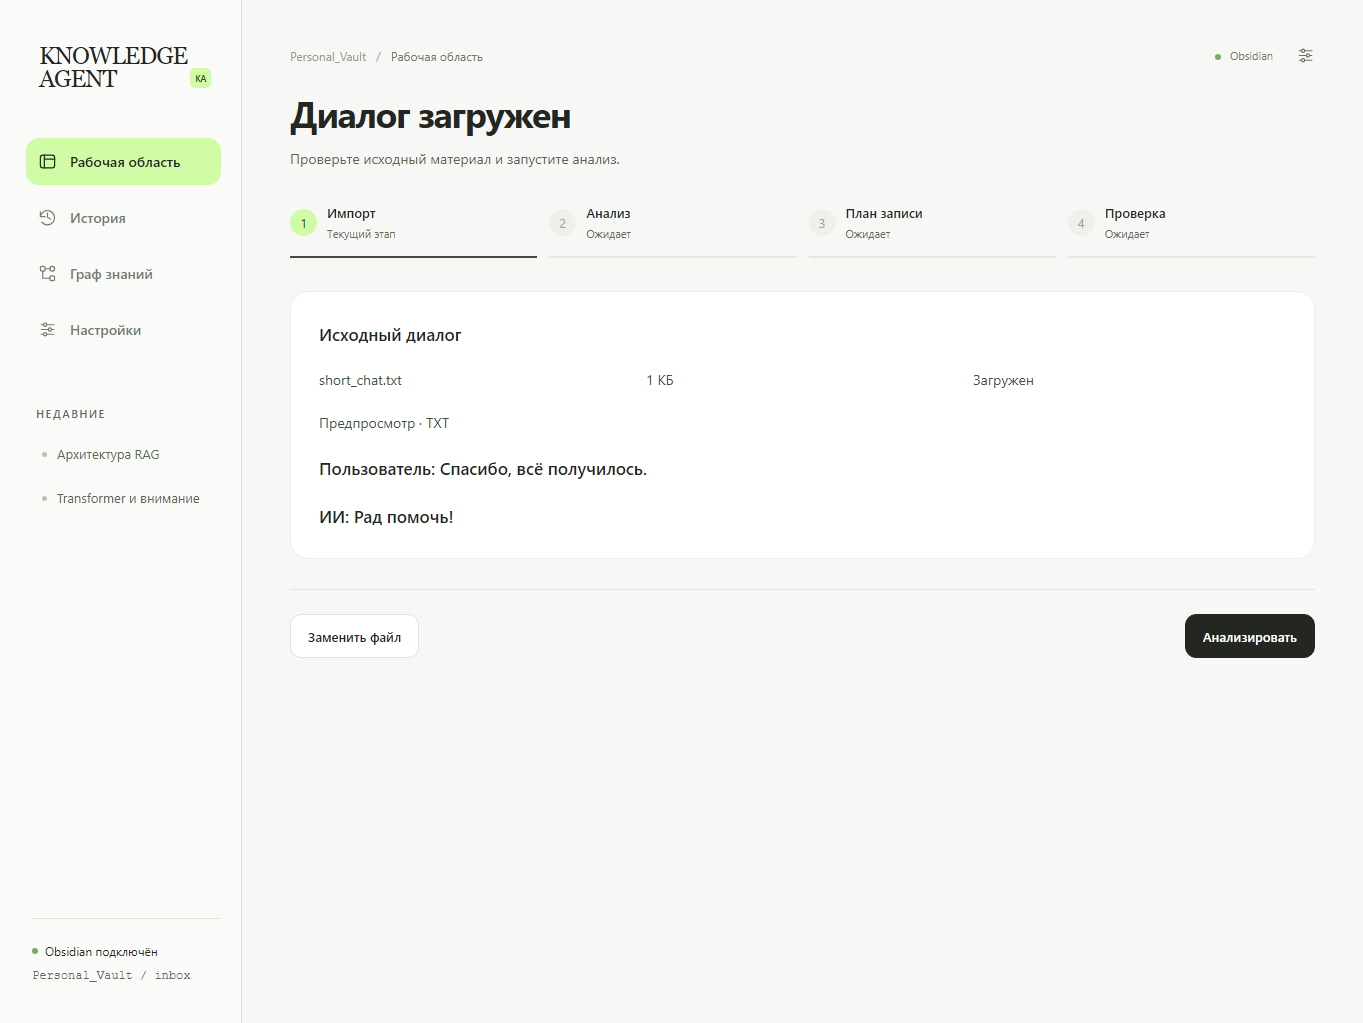 KNOWLEDGE
AGENT
KA
Рабочая область
История
Граф знаний
Настройки
НЕДАВНИЕ
Архитектура RAG
Transformer и внимание
Obsidian подключён
Personal_Vault / inbox
Personal_Vault / Рабочая область
Obsidian
Диалог загружен
Проверьте исходный материал и запустите анализ.
1 Импорт
Текущий этап
2 Анализ
Ожидает
3 План записи
Ожидает
4 Проверка
Ожидает
Исходный диалог
short_chat.txt 1 КБ Загружен
Предпросмотр · TXT
Пользователь: Спасибо, всё получилось.
ИИ: Рад помочь!
Заменить файл
Анализировать